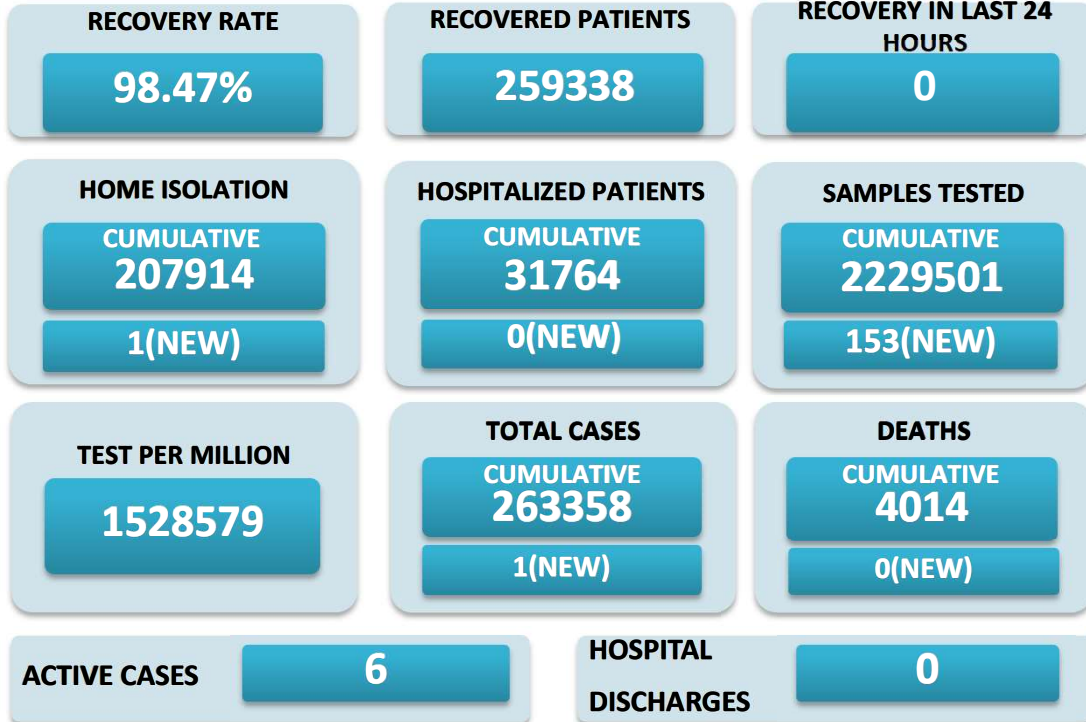 RECOVERY RATE
98.47%
RECOVERED PATIENTS
259338
RECOVERY IN LAST 24
HOURS
0
HOME ISOLATION
CUMULATIVE
207914
1(NEW)
HOSPITALIZED PATIENTS
CUMULATIVE
31764
0(NEW)
SAMPLES TESTED
CUMULATIVE
2229501
153(NEW)
TEST PER MILLION
1528579
TOTAL CASES
CUMULATIVE
263358
1(NEW)
DEATHS
CUMULATIVE
4014
0(NEW)
ACTIVE CASES
6
HOSPITAL
DISCHARGES
0